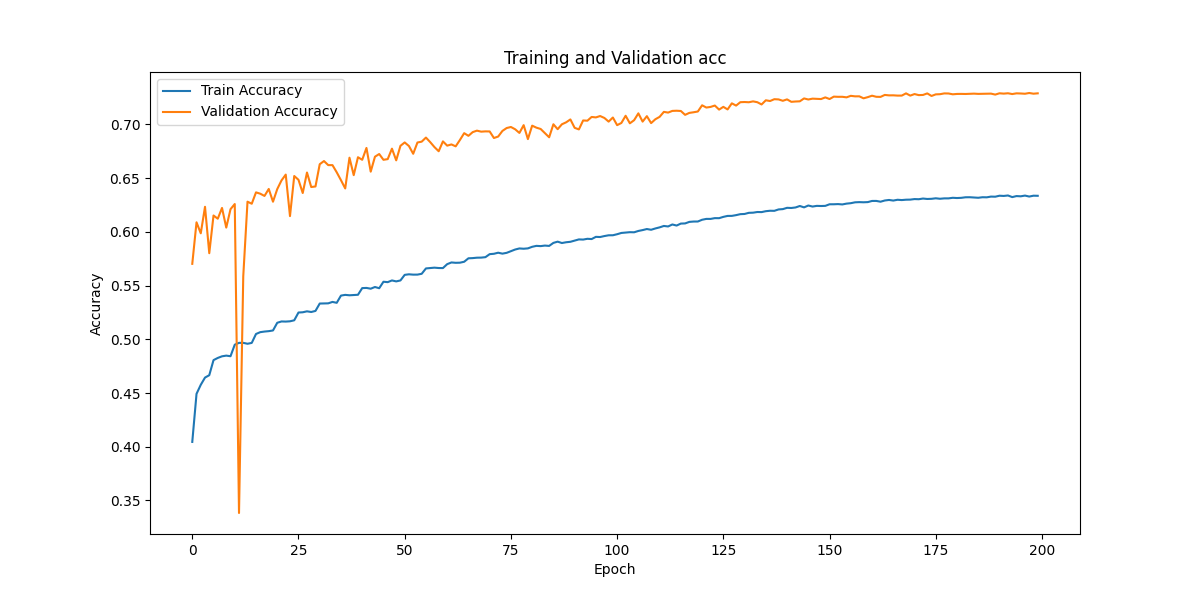 Training and Validation acc
Train Accuracy
Validation Accuracy
Accuracy
0.70
0.65
0.60
0.55
0.50
0.45
0.40
0.35
0 25 50 75 100 125 150 175 200
Epoch